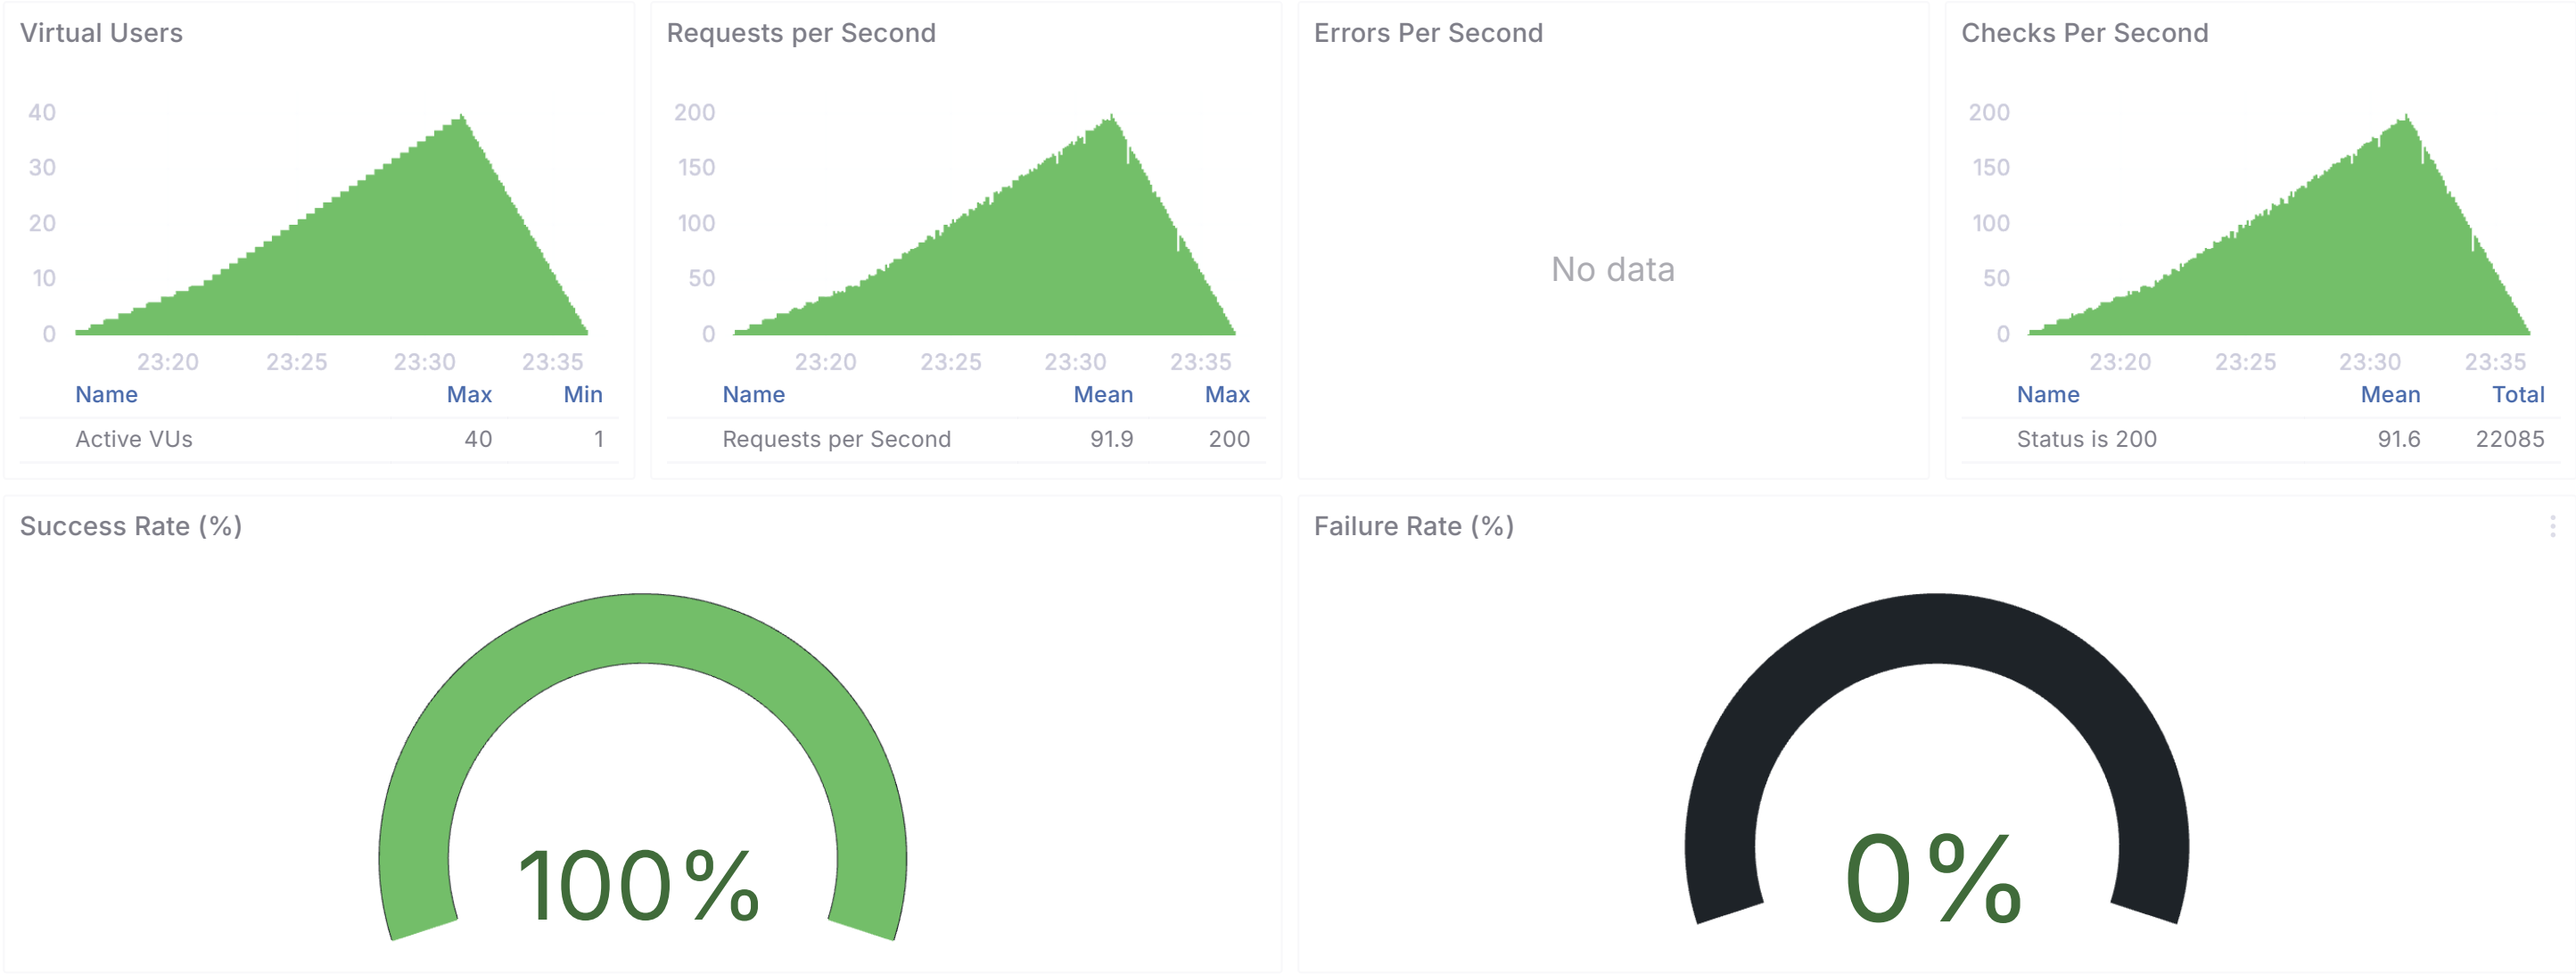 Virtual Users
40
30
20
10
0
23:20 23:25 23:30 23:35
Name Max Min
Active VUs 40 1
Requests per Second
200
150
100
50
0
23:20 23:25 23:30 23:35
Name Mean Max
Requests per Second 91.9 200
Errors Per Second
No data
Checks Per Second
200
150
100
50
0
23:20 23:25 23:30 23:35
Name Mean Total
Status is 200 91.6 22085
Success Rate (%)
100%
Failure Rate (%)
0%